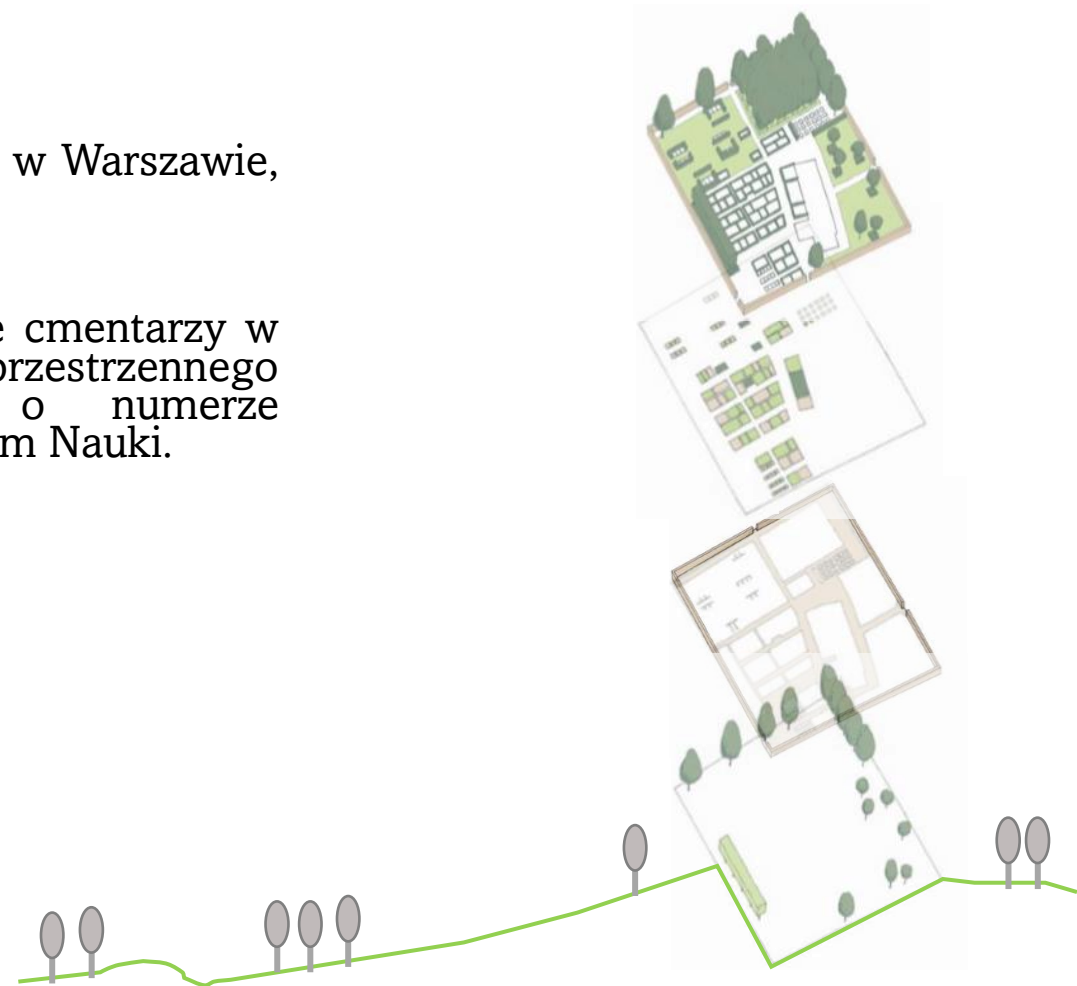 w Warszawie,
e cmentarzy w
przestrzennego
o numerze
m Nauki.